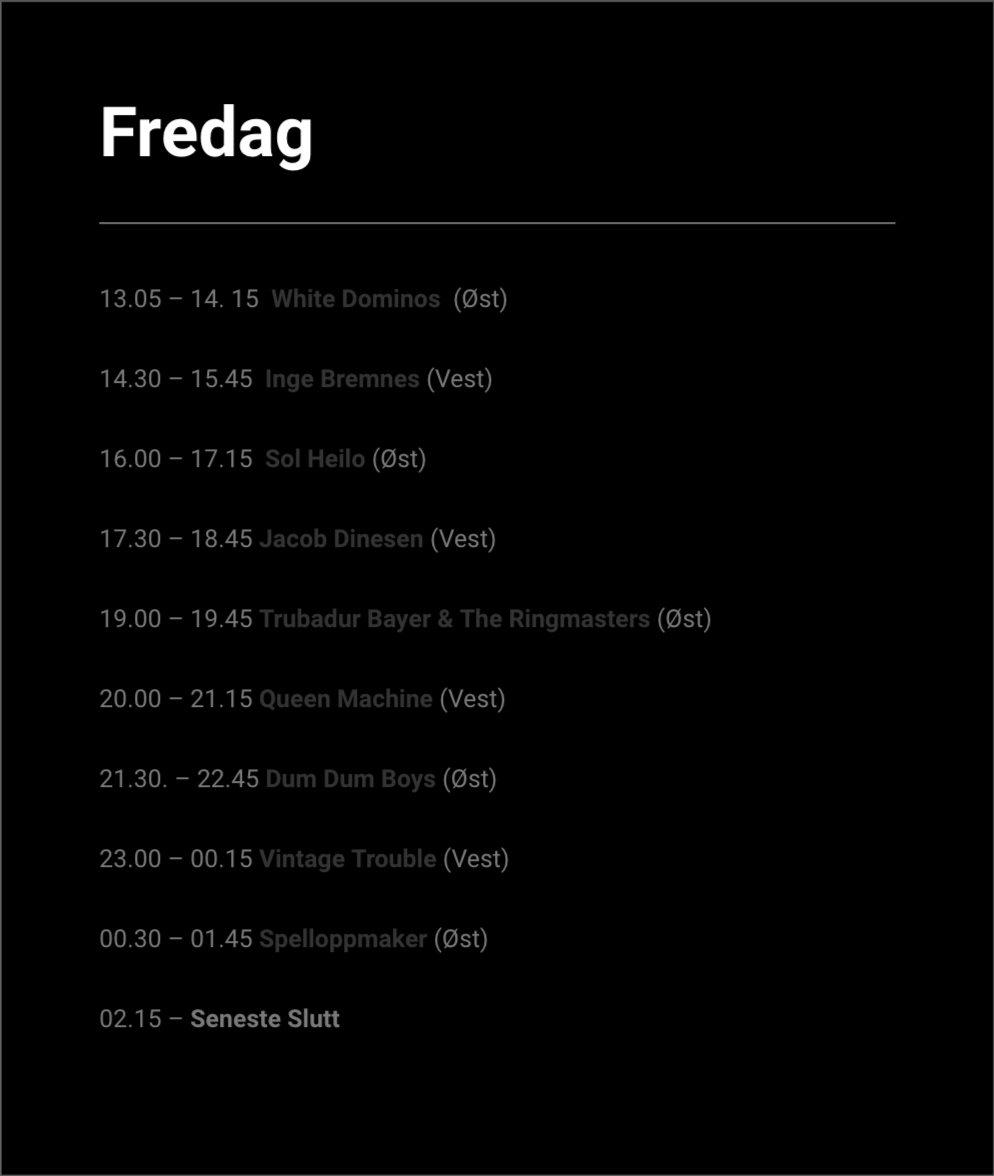 Fredag
13.05 – 14. 15 White Dominos (Øst)
14.30 – 15.45 Inge Bremnes (Vest)
16.00 – 17.15 Sol Heilo (Øst)
17.30 – 18.45 Jacob Dinesen (Vest)
19.00 – 19.45 Trubadur Bayer & The Ringmasters (Øst)
20.00 – 21.15 Queen Machine (Vest)
21.30. – 22.45 Dum Dum Boys (Øst)
23.00 – 00.15 Vintage Trouble (Vest)
00.30 – 01.45 Spelloppmaker (Øst)
02.15 – Seneste Slutt